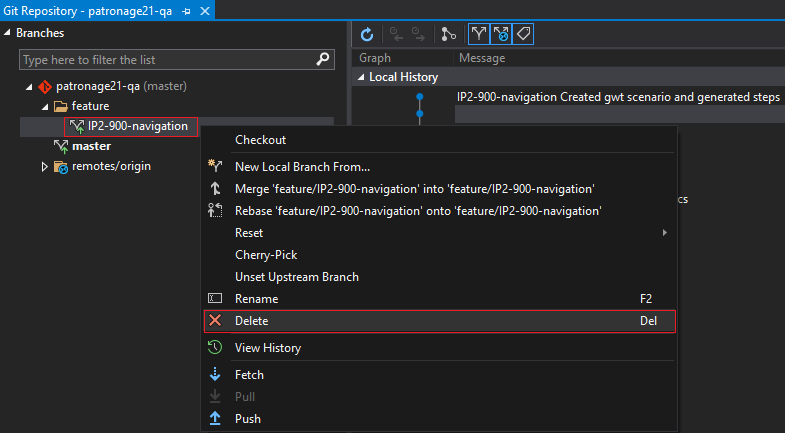 Git Repository - patronage21-qa
Branches
Type here to filter the list
patronage21-qa (master)
feature
IP2-900-navigation
master
remotes/origin
Graph Message
Local History
IP2-900-navigation Created gwt scenario and generated steps
cs
Checkout
New Local Branch From...
Merge 'feature/IP2-900-navigation' into 'feature/IP2-900-navigation'
Rebase 'feature/IP2-900-navigation' onto 'feature/IP2-900-navigation'
Reset
Cherry-Pick
Unset Upstream Branch
Rename F2
Delete Del
View History
Fetch
Pull
Push